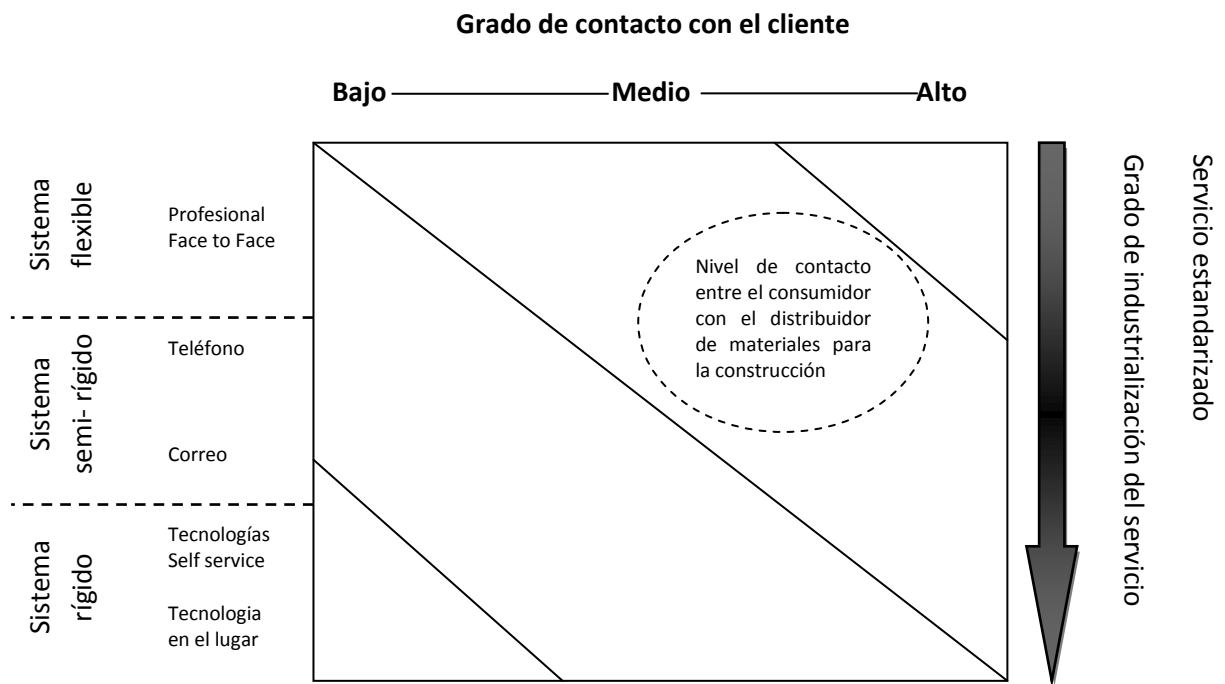 Grado de contacto con el cliente
Bajo
Medio
Alto
Sistema
flexible
Profesional
Face to Face
Sistema
semi- rígido
Teléfono
Correo
Sistema
rígido
Tecnologías
Self service
Tecnologia
en el lugar
Nivel de contacto
entre el consumidor
con el distribuidor
de materiales para
la construcción
Grado de industrialización del servicio
Servicio estandarizado